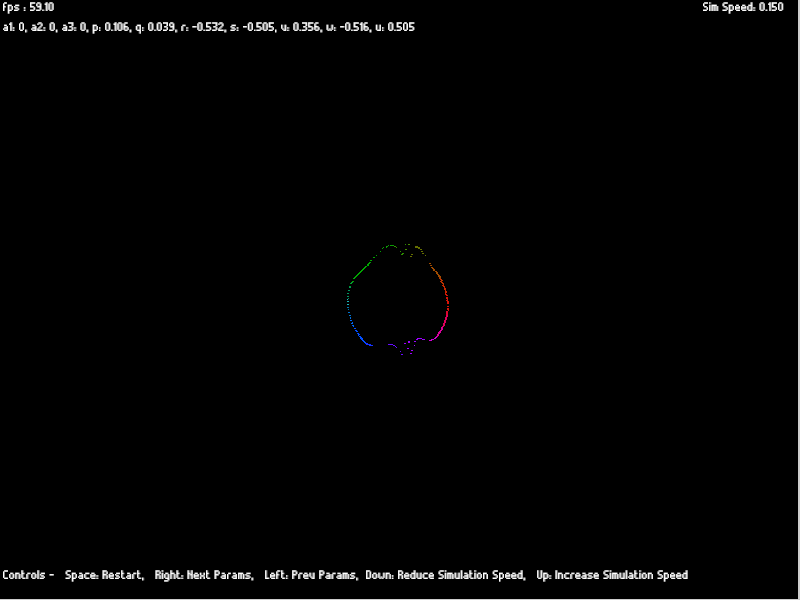 fps : 59.10
Sim Speed: 0.150
a1: 0, a2: 0, a3: 0, p: 0.106, q: 0.039, r: -0.532, s: -0.505, v: 0.356, w: -0.516, u: 0.505
Controls - Space: Restart, Right: Next Params, Left: Prev Params, Down: Reduce Simulation Speed, Up: Increase Simulation Speed